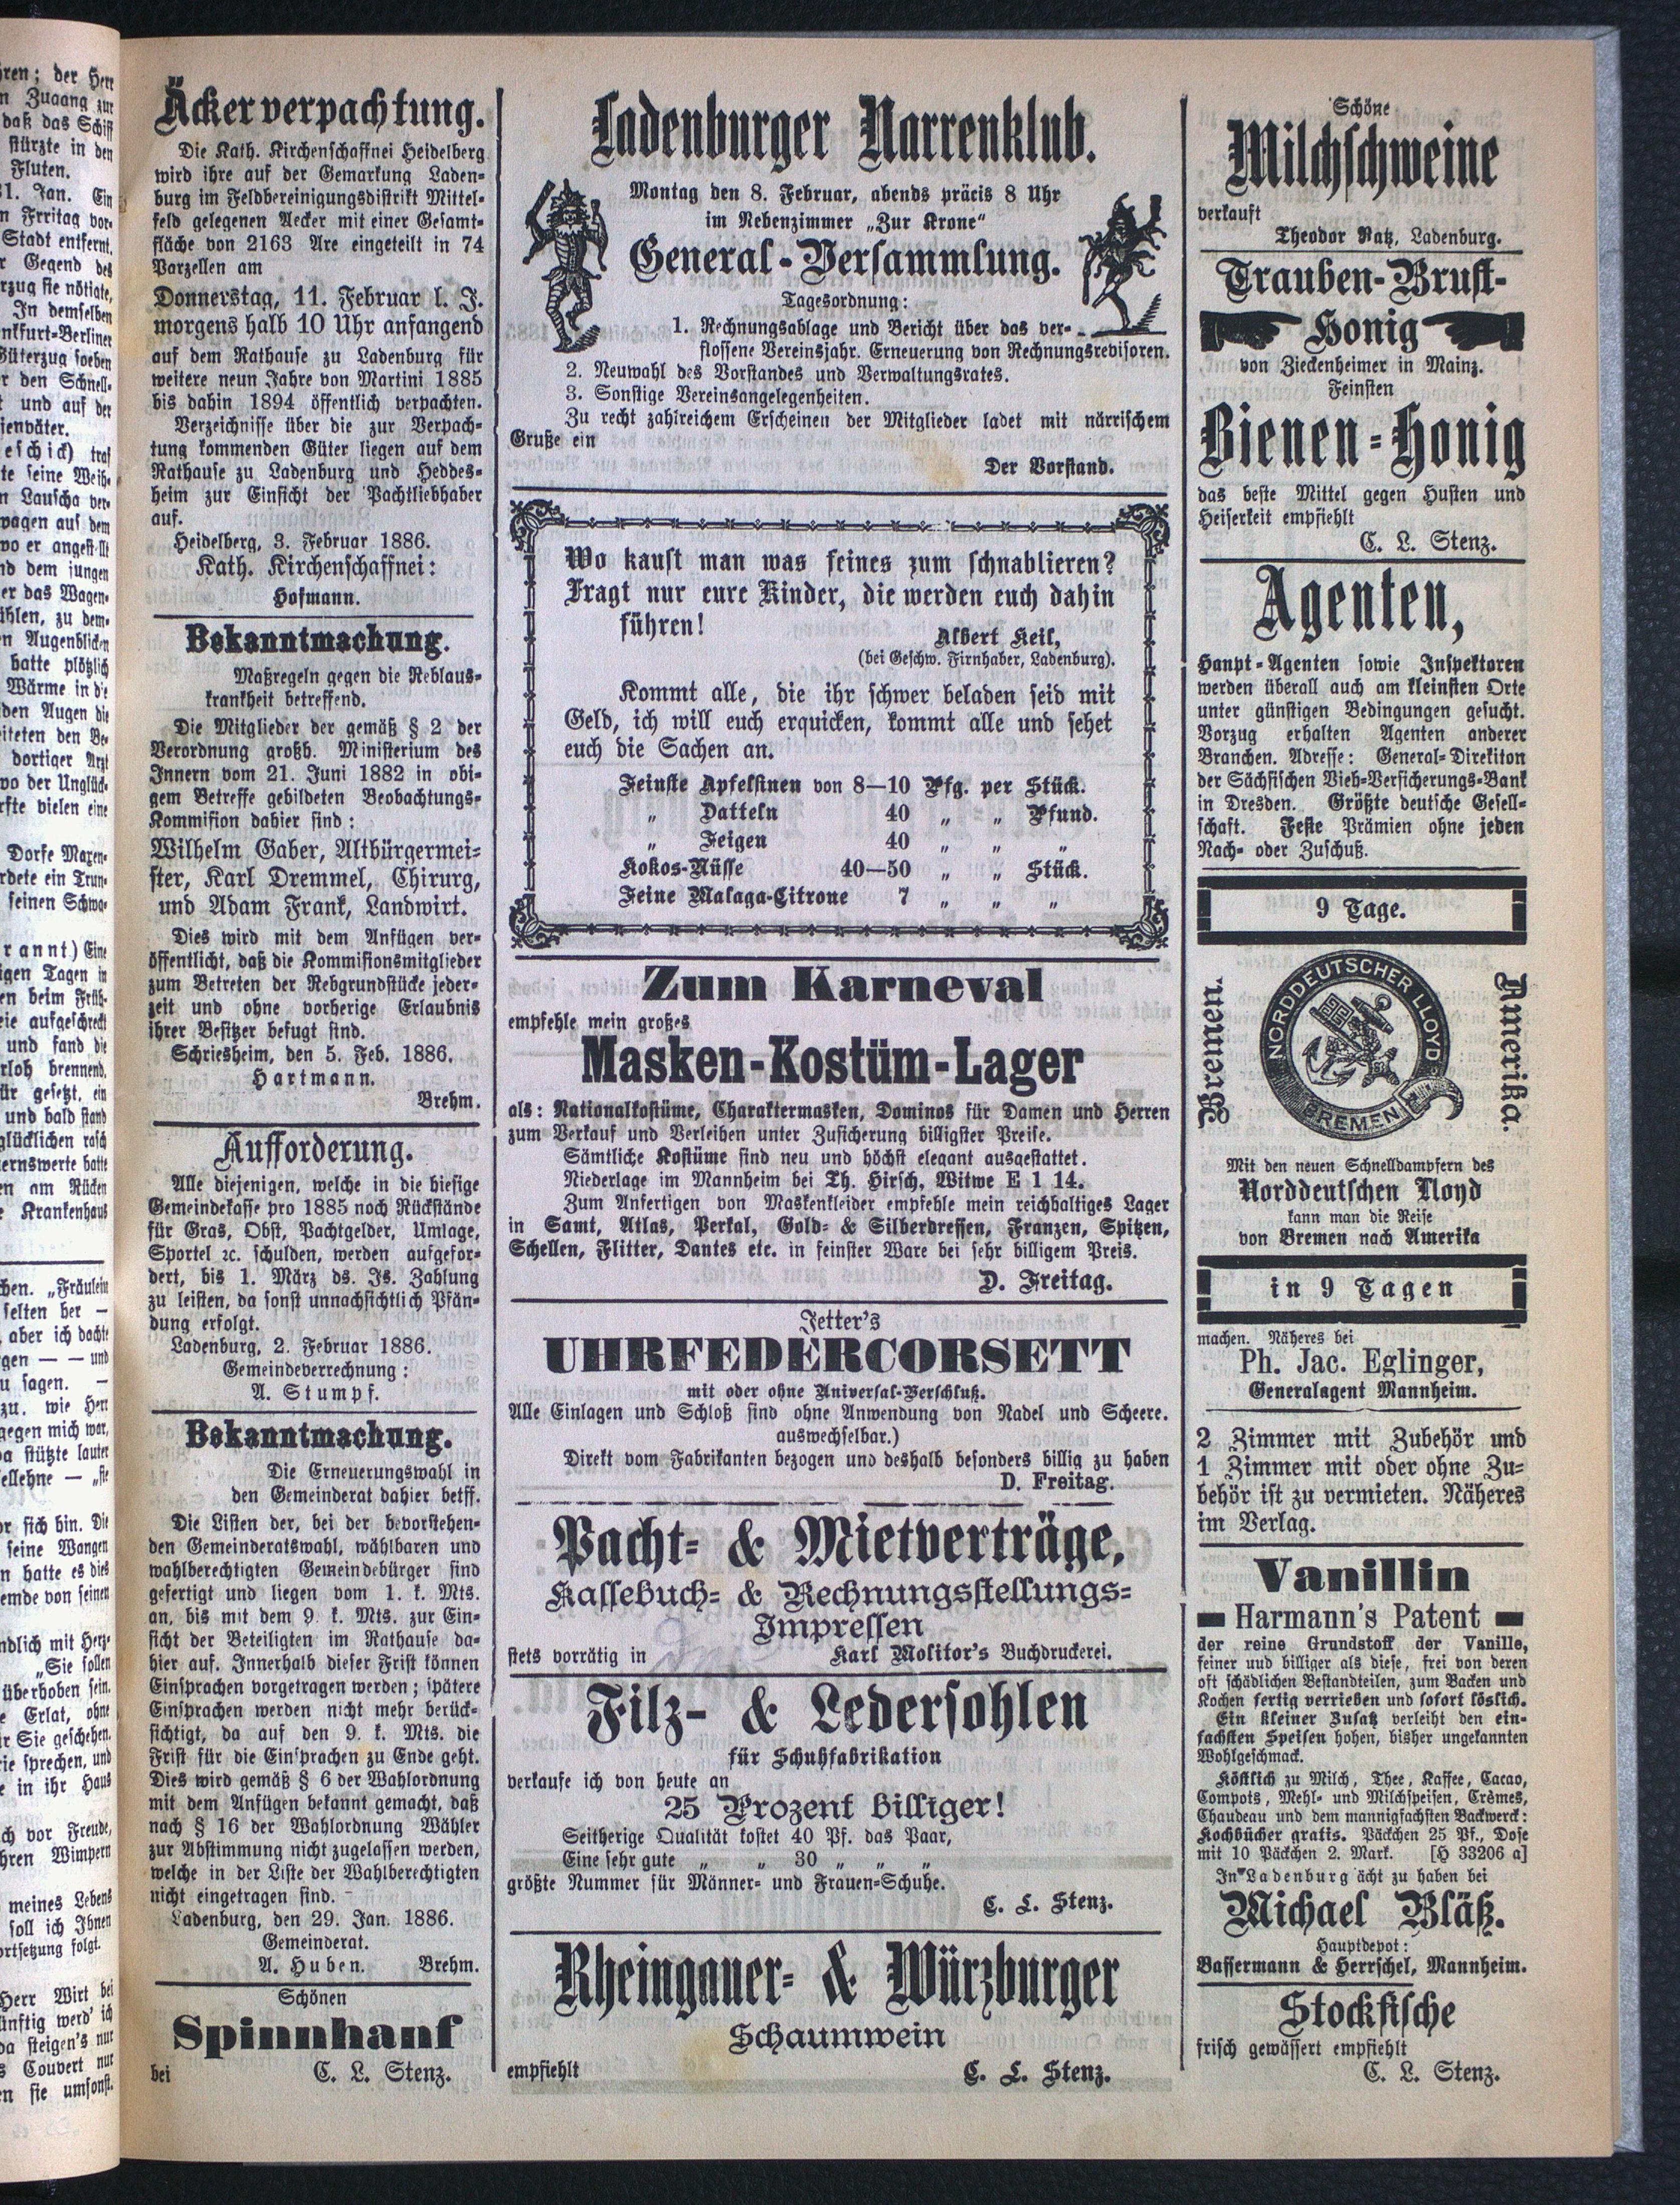 Äckerverpachtung.
Die Kath. Kirchenschaffnei Heidelberg
wird ihre auf der Gemarkung Laden-
burg im Feldbereinigungsdistrikt Mittel-
feld gelegenen Aecker mit einer Gesamt-
fläche von 2163 Are eingeteilt in 74
Parzellen am
Donnerstag, 11. Februar l. J.
morgens halb 10 Uhr anfangend
auf dem Rathause zu Ladenburg für
weitere neun Jahre von Martini 1885
bis dahin 1894 öffentlich verpachten.
Verzeichnisse über die zur Verpach-
tung kommenden Güter liegen auf dem
Rathause zu Ladenburg und Heddes-
heim zur Einsicht der Pachtliebhaber
auf.
Heidelberg, 3. Februar 1886.
Kath. Kirchenschaffnei:
Hofmann.
Bekanntmachung.
Maßregeln gegen die Reblaus-
krankheit betreffend.
Die Mitglieder der gemäß § 2 der
Verordnung großh. Ministerium des
Innern vom 21. Juni 1882 in obi-
gem Betreffe gebildeten Beobachtungs-
Kommision dahier sind:
Wilhelm Gaber, Altbürgermei-
ster, Karl Dremmel, Chirurg,
und Adam Frank, Landwirt.
Dies wird mit dem Anfügen ver-
öffentlicht, daß die Kommisionsmitglieder
zum Betreten der Rebgrundstücke jeder-
zeit und ohne vorherige Erlaubnis
ihrer Besitzer befugt sind.
Schriesheim, den 5. Feb. 1886.
Hartmann.
Brehm.
Aufforderung.
Alle diejenigen, welche in die hiesige
Gemeindekasse pro 1885 noch Rückstände
für Gras, Obst, Pachtgelder, Umlage,
Sportel ꝛc. schulden, werden aufgefor-
dert, bis 1. März ds. Js. Zahlung
zu leisten, da sonst unnachsichtlich Pfän-
dung erfolgt.
Ladenburg, 2. Februar 1886.
Gemeindeverrechnung:
A. Stumpf.
Bekanntmachung.
Die Erneuerungswahl in
den Gemeinderat dahier betff.
Die Listen der, bei der bevorstehen-
den Gemeinderatswahl, wählbaren und
wahlberechtigten Gemeindebürger sind
gefertigt und liegen vom 1. k. Mts.
an, bis mit dem 9. k. Mts. zur Ein-
sicht der Beteiligten im Rathause da-
hier auf. Innerhalb dieser Frist können
Einsprachen vorgetragen werden; spätere
Einsprachen werden nicht mehr berück-
sichtigt, da auf den 9. k. Mts. die
Frist für die Einsprachen zu Ende geht.
Dies wird gemäß § 6 der Wahlordnung
mit dem Anfügen bekannt gemacht, daß
nach § 16 der Wahlordnung Wähler
zur Abstimmung nicht zugelassen werden,
welche in der Liste der Wahlberechtigten
nicht eingetragen sind.
Ladenburg, den 29. Jan. 1886.
Gemeinderat.
A. Huben. Brehm.
Schönen
Spinnhanf
bei C. L. Stenz.
Ladenburger Narrenklub.
Montag den 8. Februar, abends präcis 8 Uhr
im Nebenzimmer „Zur Krone“
General-Versammlung.
Tagesordnung:
1. Rechnungsablage und Bericht über das ver-
flossene Vereinsjahr. Erneuerung von Rechnungsrevisoren.
2. Neuwahl des Vorstandes und Verwaltungsrates.
3. Sonstige Vereinsangelegenheiten.
Zu recht zahlreichem Erscheinen der Mitglieder ladet mit närrischem
Gruße ein
Der Vorstand.
Wo kauft man was feines zum schnablieren?
Fragt nur eure Kinder, die werden euch dahin
führen!
Albert Keil,
(bei Geschw. Firnhaber, Ladenburg).
Kommt alle, die ihr schwer beladen seid mit
Geld, ich will euch erquicken, kommt alle und sehet
euch die Sachen an.
Feinste Apfelsinen von 8—10 Pfg. per Stück.
„ Datteln 40 „ „ Pfund.
„ Feigen 40 „ „ „
Kokos-Nüsse 40—50 „ „ Stück.
Feine Malaga-Citrone 7 „ „ „
Zum Karneval
empfehle mein großes
Masken-Kostüm-Lager
als: Nationalkostüme, Charaktermasken, Dominos für Damen und Herren
zum Verkauf und Verleihen unter Zusicherung billigster Preise.
Sämtliche Kostüme sind neu und höchst elegant ausgestattet.
Niederlage im Mannheim bei Th. Hirsch, Witwe E 1 14.
Zum Anfertigen von Maskenkleider empfehle mein reichhaltiges Lager
in Samt, Atlas, Perkal, Gold- & Silberdressen, Franzen, Spitzen,
Schellen, Flitter, Dantes etc. in feinster Ware bei sehr billigem Preis.
D. Freitag.
Jetter's
UHRFEDERCORSETT
mit oder ohne Universal-Verschluß.
Alle Einlagen und Schloß sind ohne Anwendung von Nadel und Scheere.
auswechselbar.)
Direkt vom Fabrikanten bezogen und deshalb besonders billig zu haben
D. Freitag.
Pacht- & Mietverträge,
Kassebuch- & Rechnungsstellungs-
Impressen
stets vorrätig in Karl Molitor's Buchdruckerei.
Filz- & Ledersohlen
für Schuhfabrikation
verkaufe ich von heute an
25 Prozent billiger!
Seitherige Qualität kostet 40 Pf. das Paar,
Eine sehr gute „ „ 30 „ „ „
größte Nummer für Männer- und Frauen-Schuhe.
C. L. Stenz.
Rheingauer- & Würzburger
Schaumwein
empfiehlt C. L. Stenz.
Schöne
Milchschweine
verkauft
Theodor Ratz, Ladenburg.
Trauben-Brust-
Honig
von Zieckenheimer in Mainz.
Feinsten
Bienen-Honig
das beste Mittel gegen Husten und
Heiserkeit empfiehlt
C. L. Stenz.
Agenten,
Haupt-Agenten sowie Inspektoren
werden überall auch am kleinsten Orte
unter günstigen Bedingungen gesucht.
Vorzug erhalten Agenten anderer
Branchen. Adresse: General-Direkiton
der Sächsischen Vieh-Versicherungs-Bank
in Dresden. Größte deutsche Gesell-
schaft. Feste Prämien ohne jeden
Nach- oder Zuschuß.
9 Tage.
Bremen.
NORDDEUTSCHER LLOYD
BREMEN
Amerika.
Mit den neuen Schnelldampfern des
Norddeutschen Lloyd
kann man die Reise
von Bremen nach Amerika
in 9 Tagen
machen. Näheres bei
Ph. Jac. Eglinger,
Generalagent Mannheim.
2 Zimmer mit Zubehör und
1 Zimmer mit oder ohne Zu-
behör ist zu vermieten. Näheres
im Verlag.
Vanillin
Harmann's Patent
der reine Grundstoff der Vanille,
feiner und billiger als diese, frei von deren
oft schädlichen Bestandteilen, zum Backen und
Kochen fertig verrieben und sofort löslich.
Ein kleiner Zusatz verleiht den ein-
fachsten Speisen hohen, bisher ungekannten
Wohlgeschmack.
Köstlich zu Milch, Thee, Kaffee, Cacao,
Compots, Mehl- und Milchspeisen, Crèmes,
Chaudeau und dem mannigfachsten Backwerck:
Kochbücher gratis. Päckchen 25 Pf., Dose
mit 10 Päckchen 2. Mark. [H 33206 a]
In Ladenburg ächt zu haben bei
Michael Bläß.
Hauptdepot:
Bassermann & Herrschel, Mannheim.
Stockfische
frisch gewässert empfiehlt
C. L. Stenz.